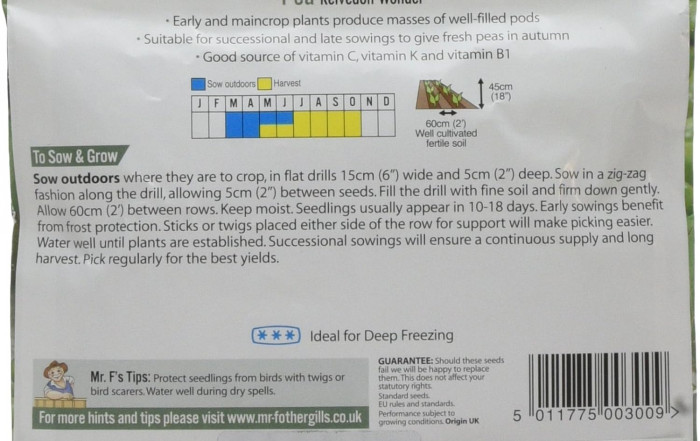 Pea Kelvedon Wonder
• Early and maincrop plants produce masses of well-filled pods
• Suitable for successional and late sowings to give fresh peas in autumn
• Good source of vitamin C, vitamin K and vitamin B1
Sow outdoors Harvest
J F M A M J J A S O N D
45cm
(18")
60cm (2')
Well cultivated
fertile soil
To Sow & Grow
Sow outdoors where they are to crop, in flat drills 15cm (6") wide and 5cm (2") deep. Sow in a zig-zag
fashion along the drill, allowing 5cm (2") between seeds. Fill the drill with fine soil and firm down gently.
Allow 60cm (2') between rows. Keep moist. Seedlings usually appear in 10-18 days. Early sowings benefit
from frost protection. Sticks or twigs placed either side of the row for support will make picking easier.
Water well until plants are established. Successional sowings will ensure a continuous supply and long
harvest. Pick regularly for the best yields.
Ideal for Deep Freezing
Mr. F's Tips: Protect seedlings from birds with twigs or
bird scarers. Water well during dry spells.
For more hints and tips please visit www.mr-fothergills.co.uk
GUARANTEE: Should these seeds
fail we will be happy to replace
them. This does not affect your
statutory rights.
Standard seeds.
EU rules and standards.
Performance subject to
growing conditions. Origin UK
5 011775 003009 >